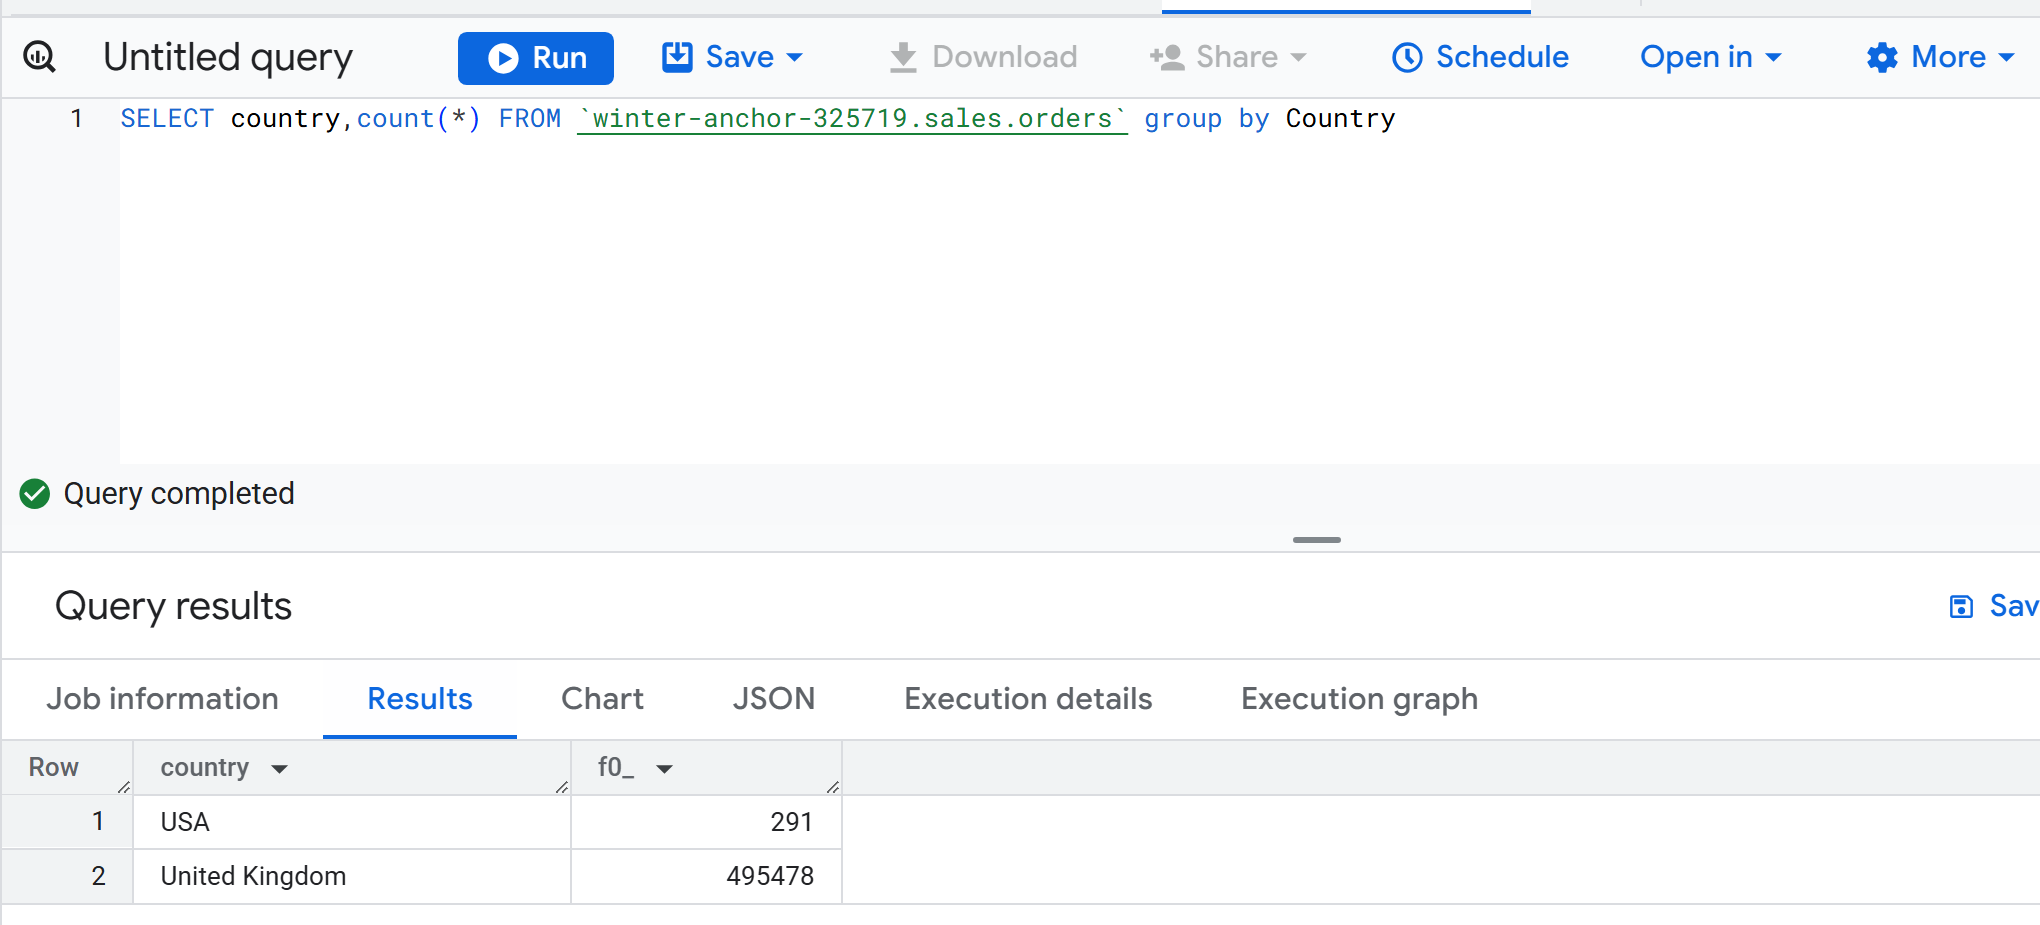 Untitled query Run Save Download Share Schedule Open in More
1 SELECT country,count(*) FROM `winter-anchor-325719.sales.orders` group by Country
Query completed
Query results Sav
Job information Results Chart JSON Execution details Execution graph
Row country f0_
1 USA 291
2 United Kingdom 495478